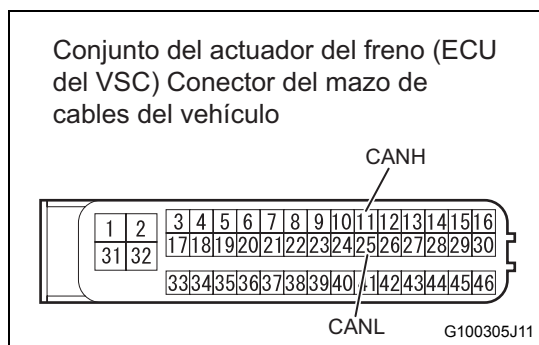 Conjunto del actuador del freno (ECU
del VSC) Conector del mazo de
cables del vehículo
CANH
1 2 3 4 5 6 7 8 9 10 11 12 13 14 15 16
31 32 17 18 19 20 21 22 23 24 25 26 27 28 29 30
33 34 35 36 37 38 39 40 41 42 43 44 45 46
CANL
G100305J11